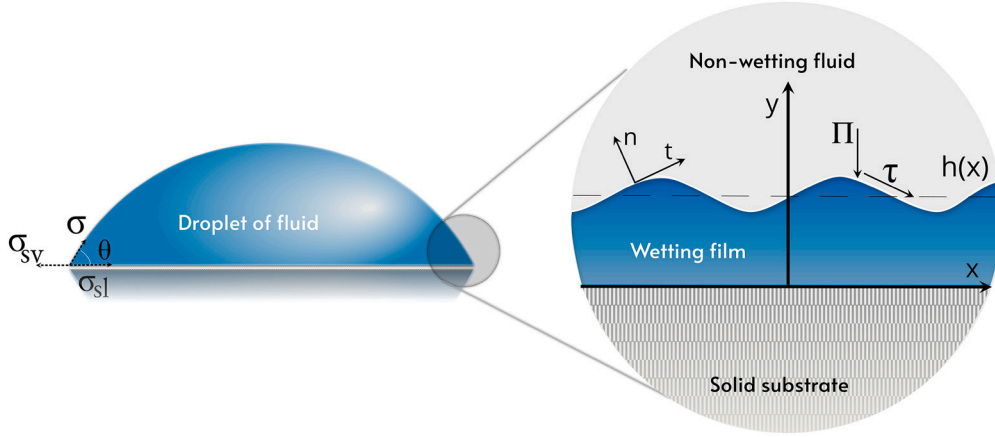 Droplet of fluid
σ
θ
σsv
σsl
Non-wetting fluid
y
n
t
Π
τ
h(x)
Wetting film
x
Solid substrate